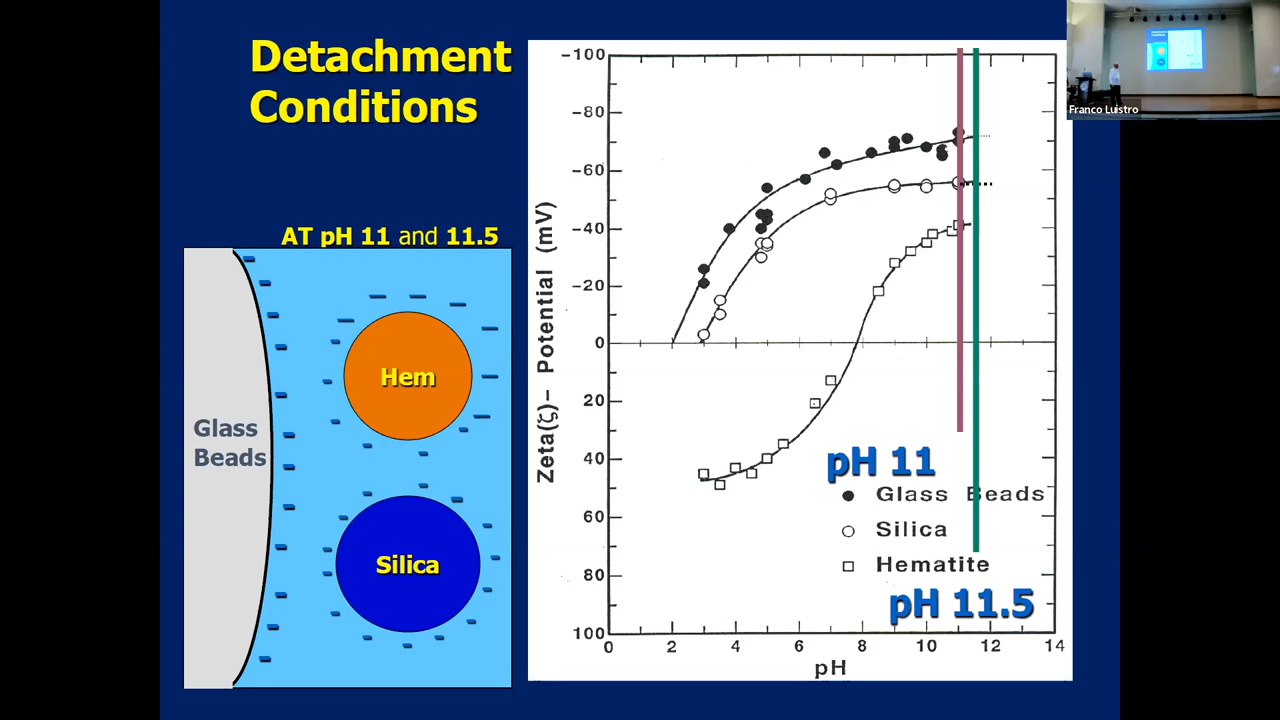 Detachment
Conditions
AT pH 11 and 11.5
Glass
Beads
Hem
Silica
Zeta(ζ)- Potential (mV)
-100
-80
-60
-40
-20
0
20
40
60
80
100
0 2 4 6 8 10 12 14
pH
pH 11
Glass Beads
Silica
Hematite
pH 11.5
Franco Luistro